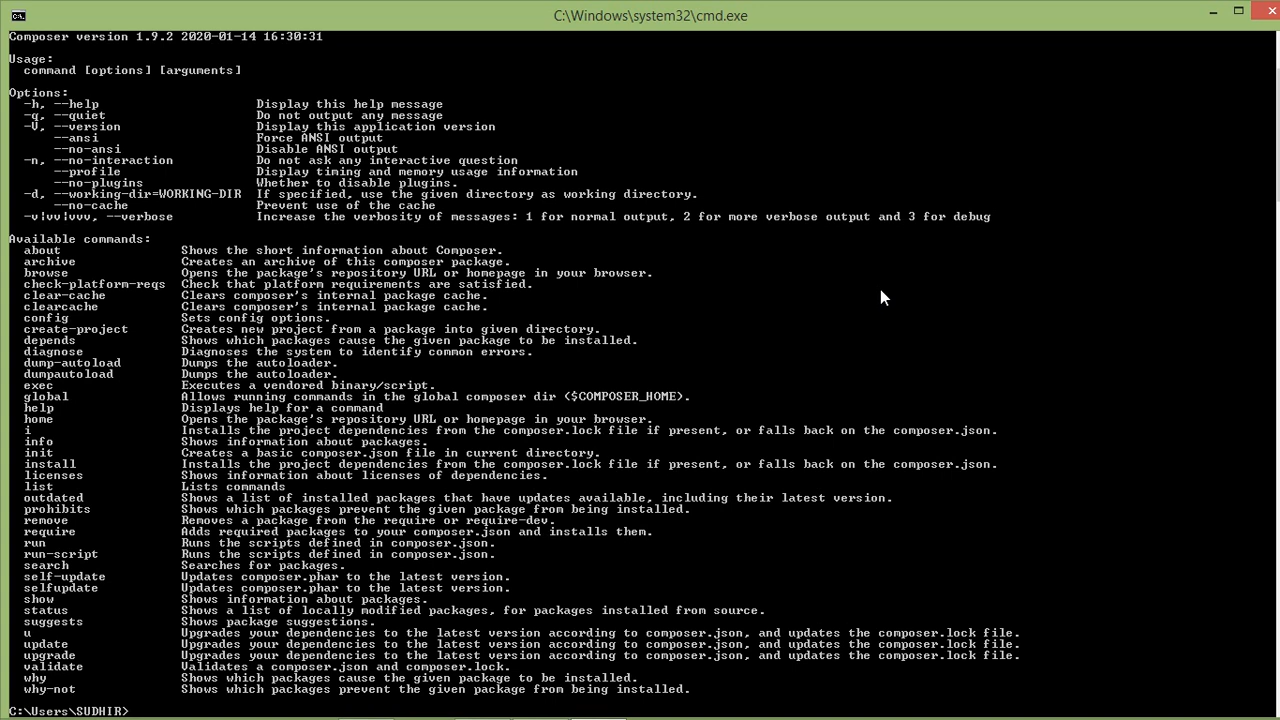 C:\Windows\system32\cmd.exe
Composer version 1.9.2 2020-01-14 16:30:31
Usage:
command [options] [arguments]
Options:
-h, --help Display this help message
-q, --quiet Do not output any message
-V, --version Display this application version
--ansi Force ANSI output
--no-ansi Disable ANSI output
-n, --no-interaction Do not ask any interactive question
--profile Display timing and memory usage information
--no-plugins Whether to disable plugins.
-d, --working-dir=WORKING-DIR If specified, use the given directory as working directory.
--no-cache Prevent use of the cache
-v|vv|vvv, --verbose Increase the verbosity of messages: 1 for normal output, 2 for more verbose output and 3 for debug
Available commands:
about Shows the short information about Composer.
archive Creates an archive of this composer package.
browse Opens the package's repository URL or homepage in your browser.
check-platform-reqs Check that platform requirements are satisfied.
clear-cache Clears composer's internal package cache.
clearcache Clears composer's internal package cache.
config Sets config options.
create-project Creates new project from a package into given directory.
depends Shows which packages cause the given package to be installed.
diagnose Diagnoses the system to identify common errors.
dump-autoload Dumps the autoloader.
dumpautoload Dumps the autoloader.
exec Executes a vendored binary/script.
global Allows running commands in the global composer dir ($COMPOSER_HOME).
help Displays help for a command
home Opens the package's repository URL or homepage in your browser.
i Installs the project dependencies from the composer.lock file if present, or falls back on the composer.json.
info Shows information about packages.
init Creates a basic composer.json file in current directory.
install Installs the project dependencies from the composer.lock file if present, or falls back on the composer.json.
licenses Shows information about licenses of dependencies.
list Lists commands
outdated Shows a list of installed packages that have updates available, including their latest version.
prohibits Shows which packages prevent the given package from being installed.
remove Removes a package from the require or require-dev.
require Adds required packages to your composer.json and installs them.
run Runs the scripts defined in composer.json.
run-script Runs the scripts defined in composer.json.
search Searches for packages.
self-update Updates composer.phar to the latest version.
selfupdate Updates composer.phar to the latest version.
show Shows information about packages.
status Shows a list of locally modified packages, for packages installed from source.
suggests Shows package suggestions.
u Upgrades your dependencies to the latest version according to composer.json, and updates the composer.lock file.
update Upgrades your dependencies to the latest version according to composer.json, and updates the composer.lock file.
upgrade Upgrades your dependencies to the latest version according to composer.json, and updates the composer.lock file.
validate Validates a composer.json and composer.lock.
why Shows which packages cause the given package to be installed.
why-not Shows which packages prevent the given package from being installed.
C:\Users\SUDHIR>